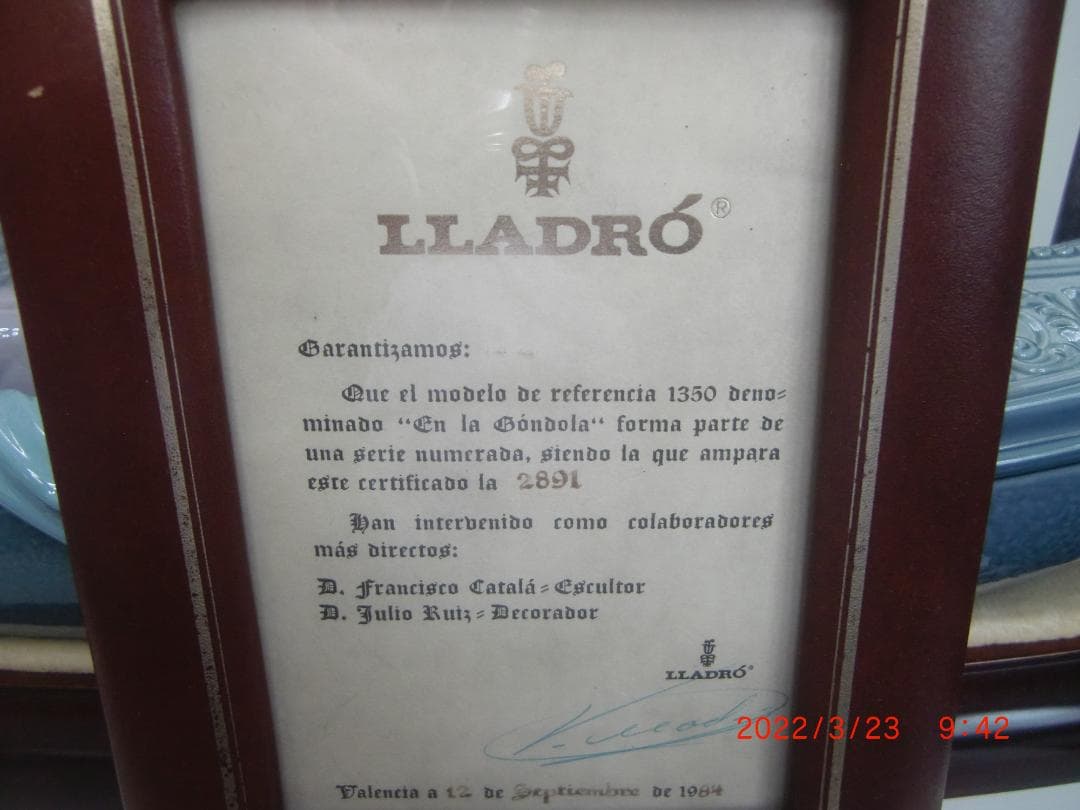 LLADRÓ®
Garantizamos:
Que el modelo de referencia 1350 deno=
minado “En la Góndola“ forma parte de
una serie numerada, siendo la que ampara
este certificado la 2891
Han intervenido como colaboradores
más directos:
D. Francisco Catalá = Escultor
D. Julio Ruiz = Decorador
LLADRÓ®
2022/3/23 9:42
Valencia a 12 de Septiembre de 1984